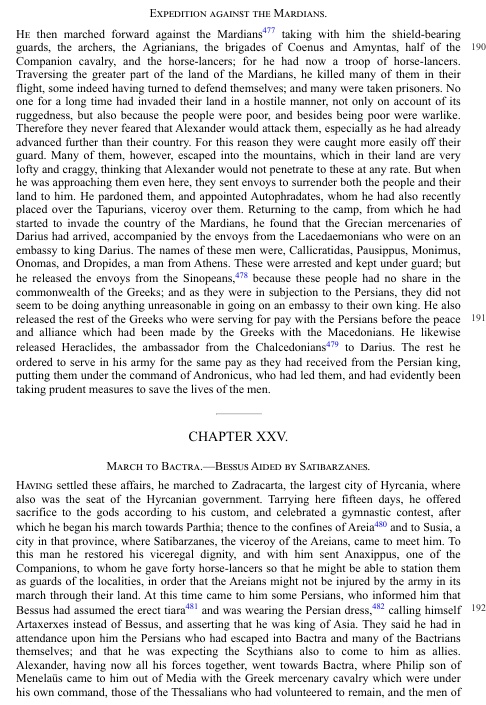 Expedition against the Mardians.
He then marched forward against the Mardians477 taking with him the shield-bearing
guards, the archers, the Agrianians, the brigades of Coenus and Amyntas, half of the 190
Companion cavalry, and the horse-lancers; for he had now a troop of horse-lancers.
Traversing the greater part of the land of the Mardians, he killed many of them in their
flight, some indeed having turned to defend themselves; and many were taken prisoners. No
one for a long time had invaded their land in a hostile manner, not only on account of its
ruggedness, but also because the people were poor, and besides being poor were warlike.
Therefore they never feared that Alexander would attack them, especially as he had already
advanced further than their country. For this reason they were caught more easily off their
guard. Many of them, however, escaped into the mountains, which in their land are very
lofty and craggy, thinking that Alexander would not penetrate to these at any rate. But when
he was approaching them even here, they sent envoys to surrender both the people and their
land to him. He pardoned them, and appointed Autophradates, whom he had also recently
placed over the Tapurians, viceroy over them. Returning to the camp, from which he had
started to invade the country of the Mardians, he found that the Grecian mercenaries of
Darius had arrived, accompanied by the envoys from the Lacedaemonians who were on an
embassy to king Darius. The names of these men were, Callicratidas, Pausippus, Monimus,
Onomas, and Dropides, a man from Athens. These were arrested and kept under guard; but
he released the envoys from the Sinopeans,478 because these people had no share in the
commonwealth of the Greeks; and as they were in subjection to the Persians, they did not
seem to be doing anything unreasonable in going on an embassy to their own king. He also
released the rest of the Greeks who were serving for pay with the Persians before the peace 191
and alliance which had been made by the Greeks with the Macedonians. He likewise
released Heraclides, the ambassador from the Chalcedonians479 to Darius. The rest he
ordered to serve in his army for the same pay as they had received from the Persian king,
putting them under the command of Andronicus, who had led them, and had evidently been
taking prudent measures to save the lives of the men.
CHAPTER XXV.
March to Bactra.—Bessus Aided by Satibarzanes.
Having settled these affairs, he marched to Zadracarta, the largest city of Hyrcania, where
also was the seat of the Hyrcanian government. Tarrying here fifteen days, he offered
sacrifice to the gods according to his custom, and celebrated a gymnastic contest, after
which he began his march towards Parthia; thence to the confines of Areia480 and to Susia, a
city in that province, where Satibarzanes, the viceroy of the Areians, came to meet him. To
this man he restored his viceregal dignity, and with him sent Anaxippus, one of the
Companions, to whom he gave forty horse-lancers so that he might be able to station them
as guards of the localities, in order that the Areians might not be injured by the army in its
march through their land. At this time came to him some Persians, who informed him that
Bessus had assumed the erect tiara481 and was wearing the Persian dress,482 calling himself 192
Artaxerxes instead of Bessus, and asserting that he was king of Asia. They said he had in
attendance upon him the Persians who had escaped into Bactra and many of the Bactrians
themselves; and that he was expecting the Scythians also to come to him as allies.
Alexander, having now all his forces together, went towards Bactra, where Philip son of
Menelaüs came to him out of Media with the Greek mercenary cavalry which were under
his own command, those of the Thessalians who had volunteered to remain, and the men of